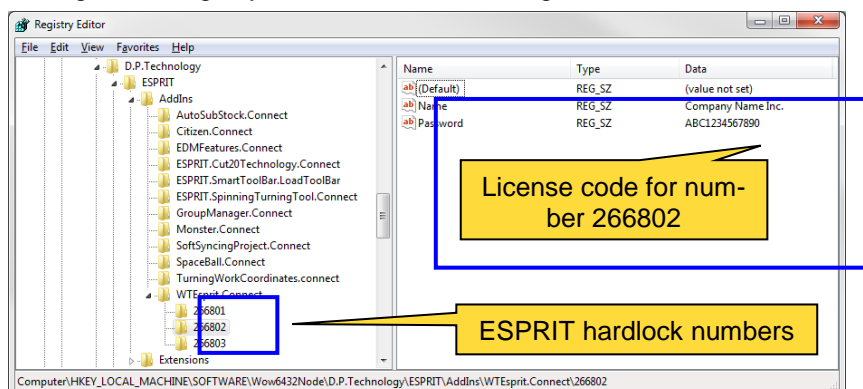 Registry Editor
File Edit View Favorites Help
D.P.Technology
ESPRIT
AddIns
AutoSubStock.Connect
Citizen.Connect
EDMFeatures.Connect
ESPRIT.Cut20Technology.Connect
ESPRIT.SmartToolBar.LoadToolBar
ESPRIT.SpinningTurningTool.Connect
GroupManager.Connect
Monster.Connect
SoftSyncingProject.Connect
SpaceBall.Connect
TurningWorkCoordinates.connect
WTEsprit.Connect
266801
266802
266803
Extensions
Name Type Data
(Default) REG_SZ (value not set)
Name REG_SZ Company Name Inc.
Password REG_SZ ABC1234567890
License code for num-
ber 266802
ESPRIT hardlock numbers
Computer\HKEY_LOCAL_MACHINE\SOFTWARE\Wow6432Node\D.P.Technology\ESPRIT\AddIns\WTEsprit.Connect\266802